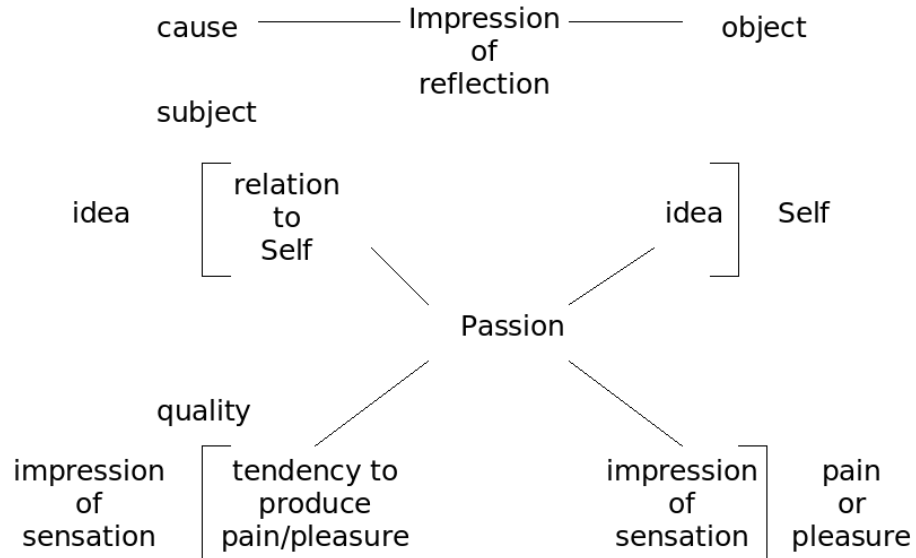 cause
Impression
of
reflection
object
subject
idea
relation
to
Self
idea
Self
Passion
quality
impression
of
sensation
tendency to
produce
pain/pleasure
impression
of
sensation
pain
or
pleasure